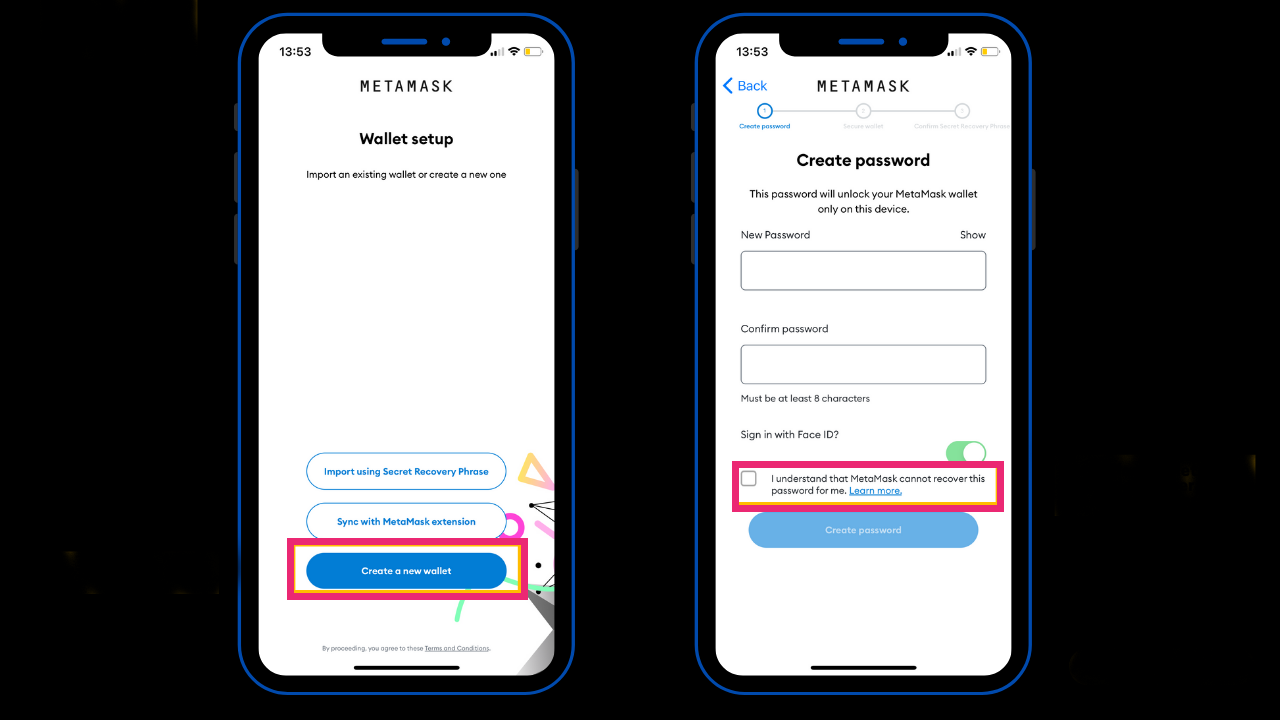 13:53
METAMASK
Wallet setup
Import an existing wallet or create a new one
Import using Secret Recovery Phrase
Sync with MetaMask extension
Create a new wallet
By proceeding, you agree to these Terms and Conditions.
13:53
Back
METAMASK
1 2 3
Create password Secure wallet Confirm Secret Recovery Phrase
Create password
This password will unlock your MetaMask wallet
only on this device.
New Password Show
Confirm password
Must be at least 8 characters
Sign in with Face ID?
I understand that MetaMask cannot recover this
password for me. Learn more.
Create password